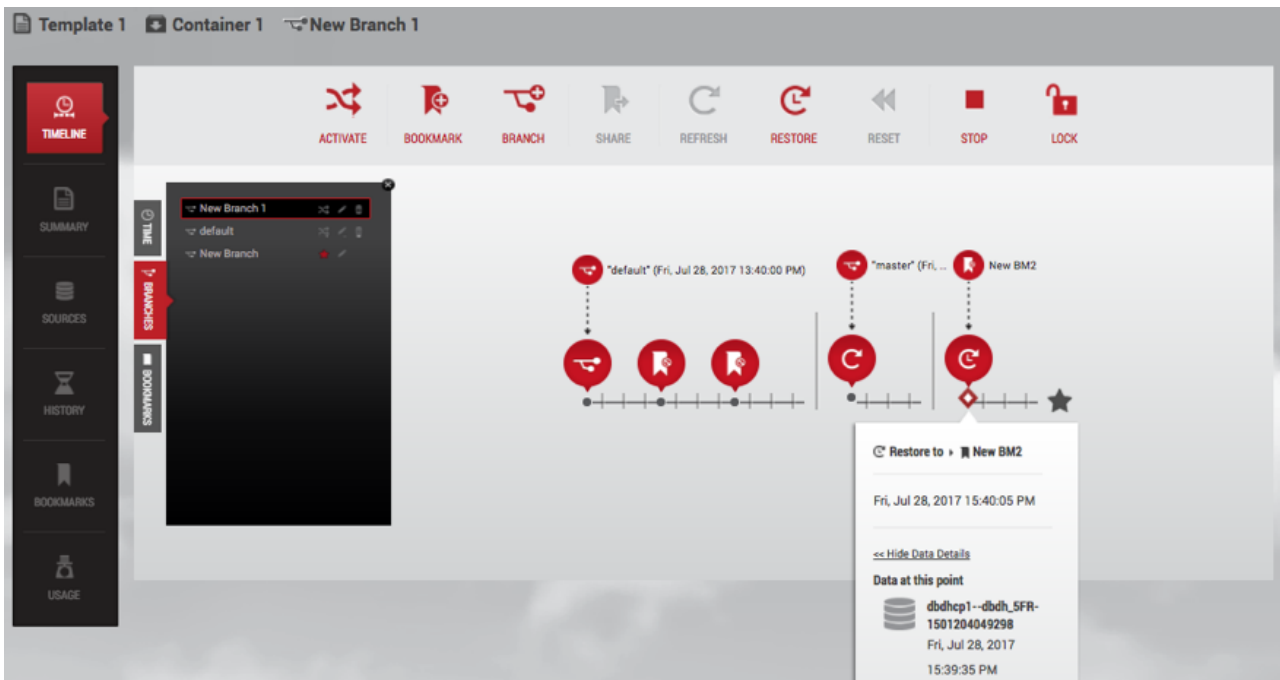 Template 1 Container 1 New Branch 1
TIMELINE
SUMMARY
SOURCES
HISTORY
BOOKMARKS
USAGE
ACTIVATE BOOKMARK BRANCH SHARE REFRESH RESTORE RESET STOP LOCK
TIME
BRANCHES
BOOKMARKS
New Branch 1
default
New Branch
"default" (Fri, Jul 28, 2017 13:40:00 PM) "master" (Fri, ... New BM2
Restore to New BM2
Fri, Jul 28, 2017 15:40:05 PM
<< Hide Data Details
Data at this point
dbdhcp1--dbdh_5FR-
1501204049298
Fri, Jul 28, 2017
15:39:35 PM